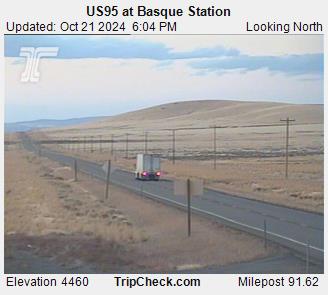 US95 at Basque Station
Updated: Oct 21 2024 6:04 PM Looking North
Elevation 4460 TripCheck.com Milepost 91.62